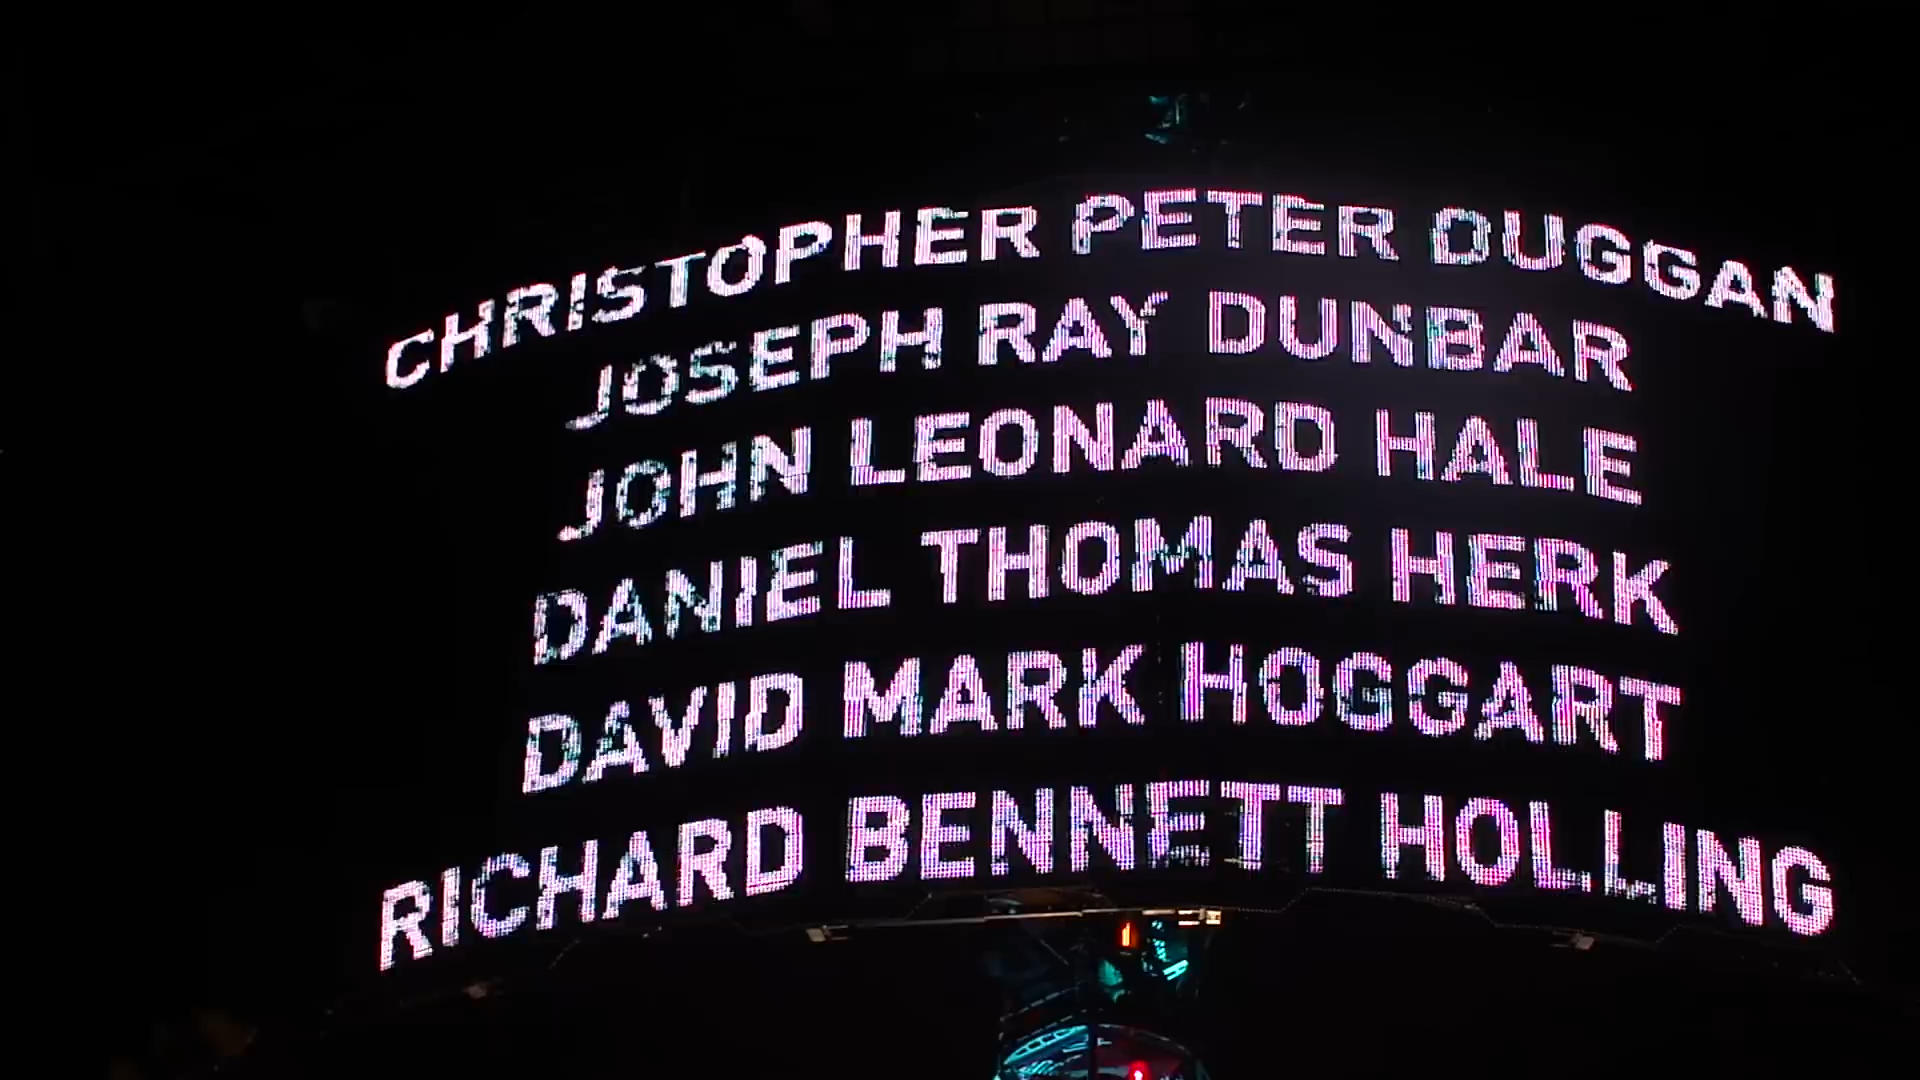 CHRISTOPHER PETER DUGGAN
JOSEPH RAY DUNBAR
JOHN LEONARD HALE
DANIEL THOMAS HERK
DAVID MARK HOGGART
RICHARD BENNETT HOLLING